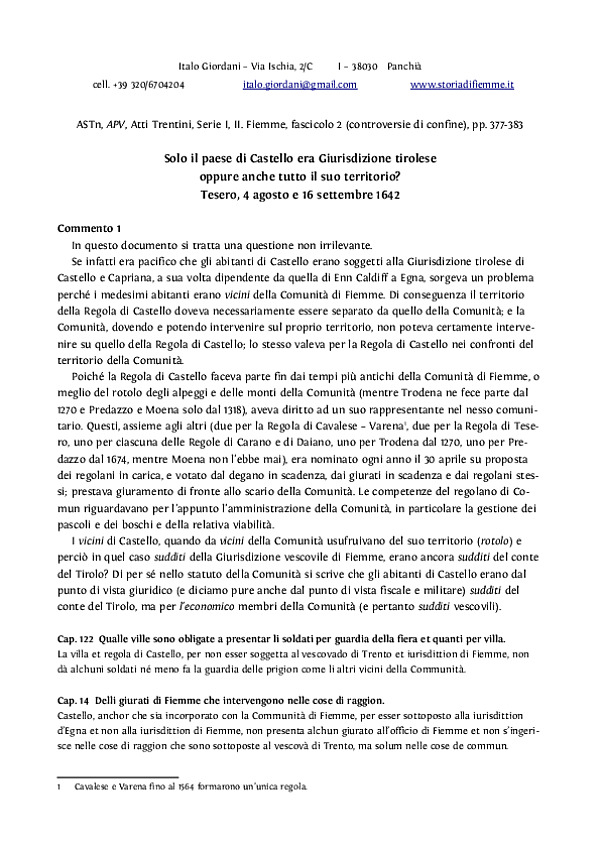 Italo Giordani – Via Ischia, 2/C I – 38030 Panchià
cell. +39 320/6704204 italo.giordani@gmail.com www.storiadifiemme.it
ASTn, APV, Atti Trentini, Serie I, II. Fiemme, fascicolo 2 (controversie di confine), pp. 377-383
Solo il paese di Castello era Giurisdizione tirolese
oppure anche tutto il suo territorio?
Tesero, 4 agosto e 16 settembre 1642
Commento 1
In questo documento si tratta una questione non irrilevante.
Se infatti era pacifico che gli abitanti di Castello erano soggetti alla Giurisdizione tirolese di
Castello e Capriana, a sua volta dipendente da quella di Enn Caldiff a Egna, sorgeva un problema
perché i medesimi abitanti erano vicini della Comunità di Fiemme. Di conseguenza il territorio
della Regola di Castello doveva necessariamente essere separato da quello della Comunità; e la
Comunità, dovendo e potendo intervenire sul proprio territorio, non poteva certamente interve-
nire su quello della Regola di Castello; lo stesso valeva per la Regola di Castello nei confronti del
territorio della Comunità.
Poiché la Regola di Castello faceva parte fin dai tempi più antichi della Comunità di Fiemme, o
meglio del rotolo degli alpeggi e delle monti della Comunità (mentre Trodena ne fece parte dal
1270 e Predazzo e Moena solo dal 1318), aveva diritto ad un suo rappresentante nel nesso comuni-
tario. Questi, assieme agli altri (due per la Regola di Cavalese – Varena1, due per la Regola di Tese-
ro, uno per ciascuna delle Regole di Carano e di Daiano, uno per Trodena dal 1270, uno per Pre-
dazzo dal 1674, mentre Moena non l'ebbe mai), era nominato ogni anno il 30 aprile su proposta
dei regolani in carica, e votato dal degano in scadenza, dai giurati in scadenza e dai regolani stes-
si; prestava giuramento di fronte allo scario della Comunità. Le competenze del regolano di Co-
mun riguardavano per l'appunto l'amministrazione della Comunità, in particolare la gestione dei
pascoli e dei boschi e della relativa viabilità.
I vicini di Castello, quando da vicini della Comunità usufruivano del suo territorio (rotolo) e
perciò in quel caso sudditi della Giurisdizione vescovile di Fiemme, erano ancora sudditi del conte
del Tirolo? Di per sé nello statuto della Comunità si scrive che gli abitanti di Castello erano dal
punto di vista giuridico (e diciamo pure anche dal punto di vista fiscale e militare) sudditi del
conte del Tirolo, ma per l'economico membri della Comunità (e pertanto sudditi vescovili).
Cap. 122 Qualle ville sono obligate a presentar li soldati per guardia della fiera et quanti per villa.
La villa et regola di Castello, per non esser soggetta al vescovado di Trento et iurisdittion di Fiemme, non
dà alchuni soldati né meno fa la guardia delle prigion come li altri vicini della Communità.
Cap. 14 Delli giurati di Fiemme che intervengono nelle cose di raggion.
Castello, anchor che sia incorporato con la Communità di Fiemme, per esser sottoposto alla iurisdittion
d'Egna et non alla iurisdittion di Fiemme, non presenta alchun giurato all'officio di Fiemme et non s'ingeri-
sce nelle cose di raggion che sono sottoposte al vescovà di Trento, ma solum nelle cose de commun.
1 Cavalese e Varena fino al 1564 formarono un'unica regola.